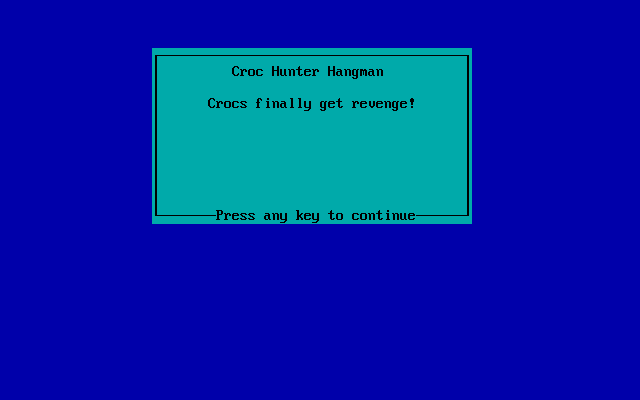 Croc Hunter Hangman
Crocs finally get revenge!
Press any key to continue